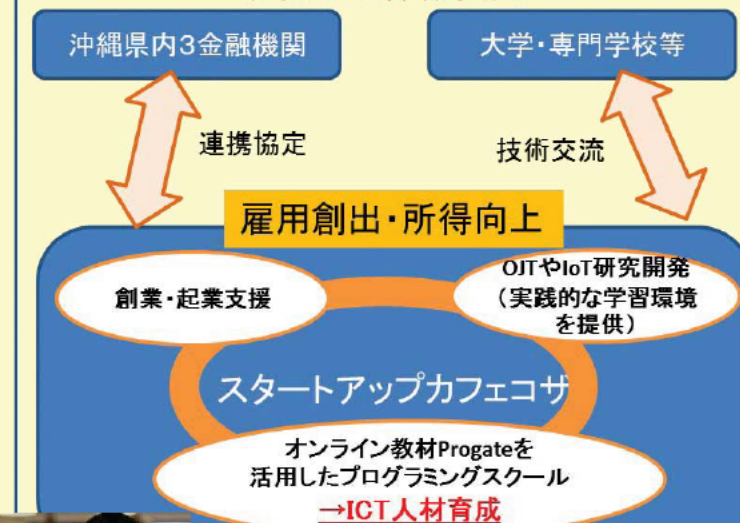 沖縄県内3金融機関
大学・専門学校等
連携協定
技術交流
雇用創出・所得向上
創業・起業支援
OJTやIoT研究開発
(実践的な学習環境
を提供)
スタートアップカフェコザ
オンライン教材Progateを
活用したプログラミングスクール
→ICT人材育成